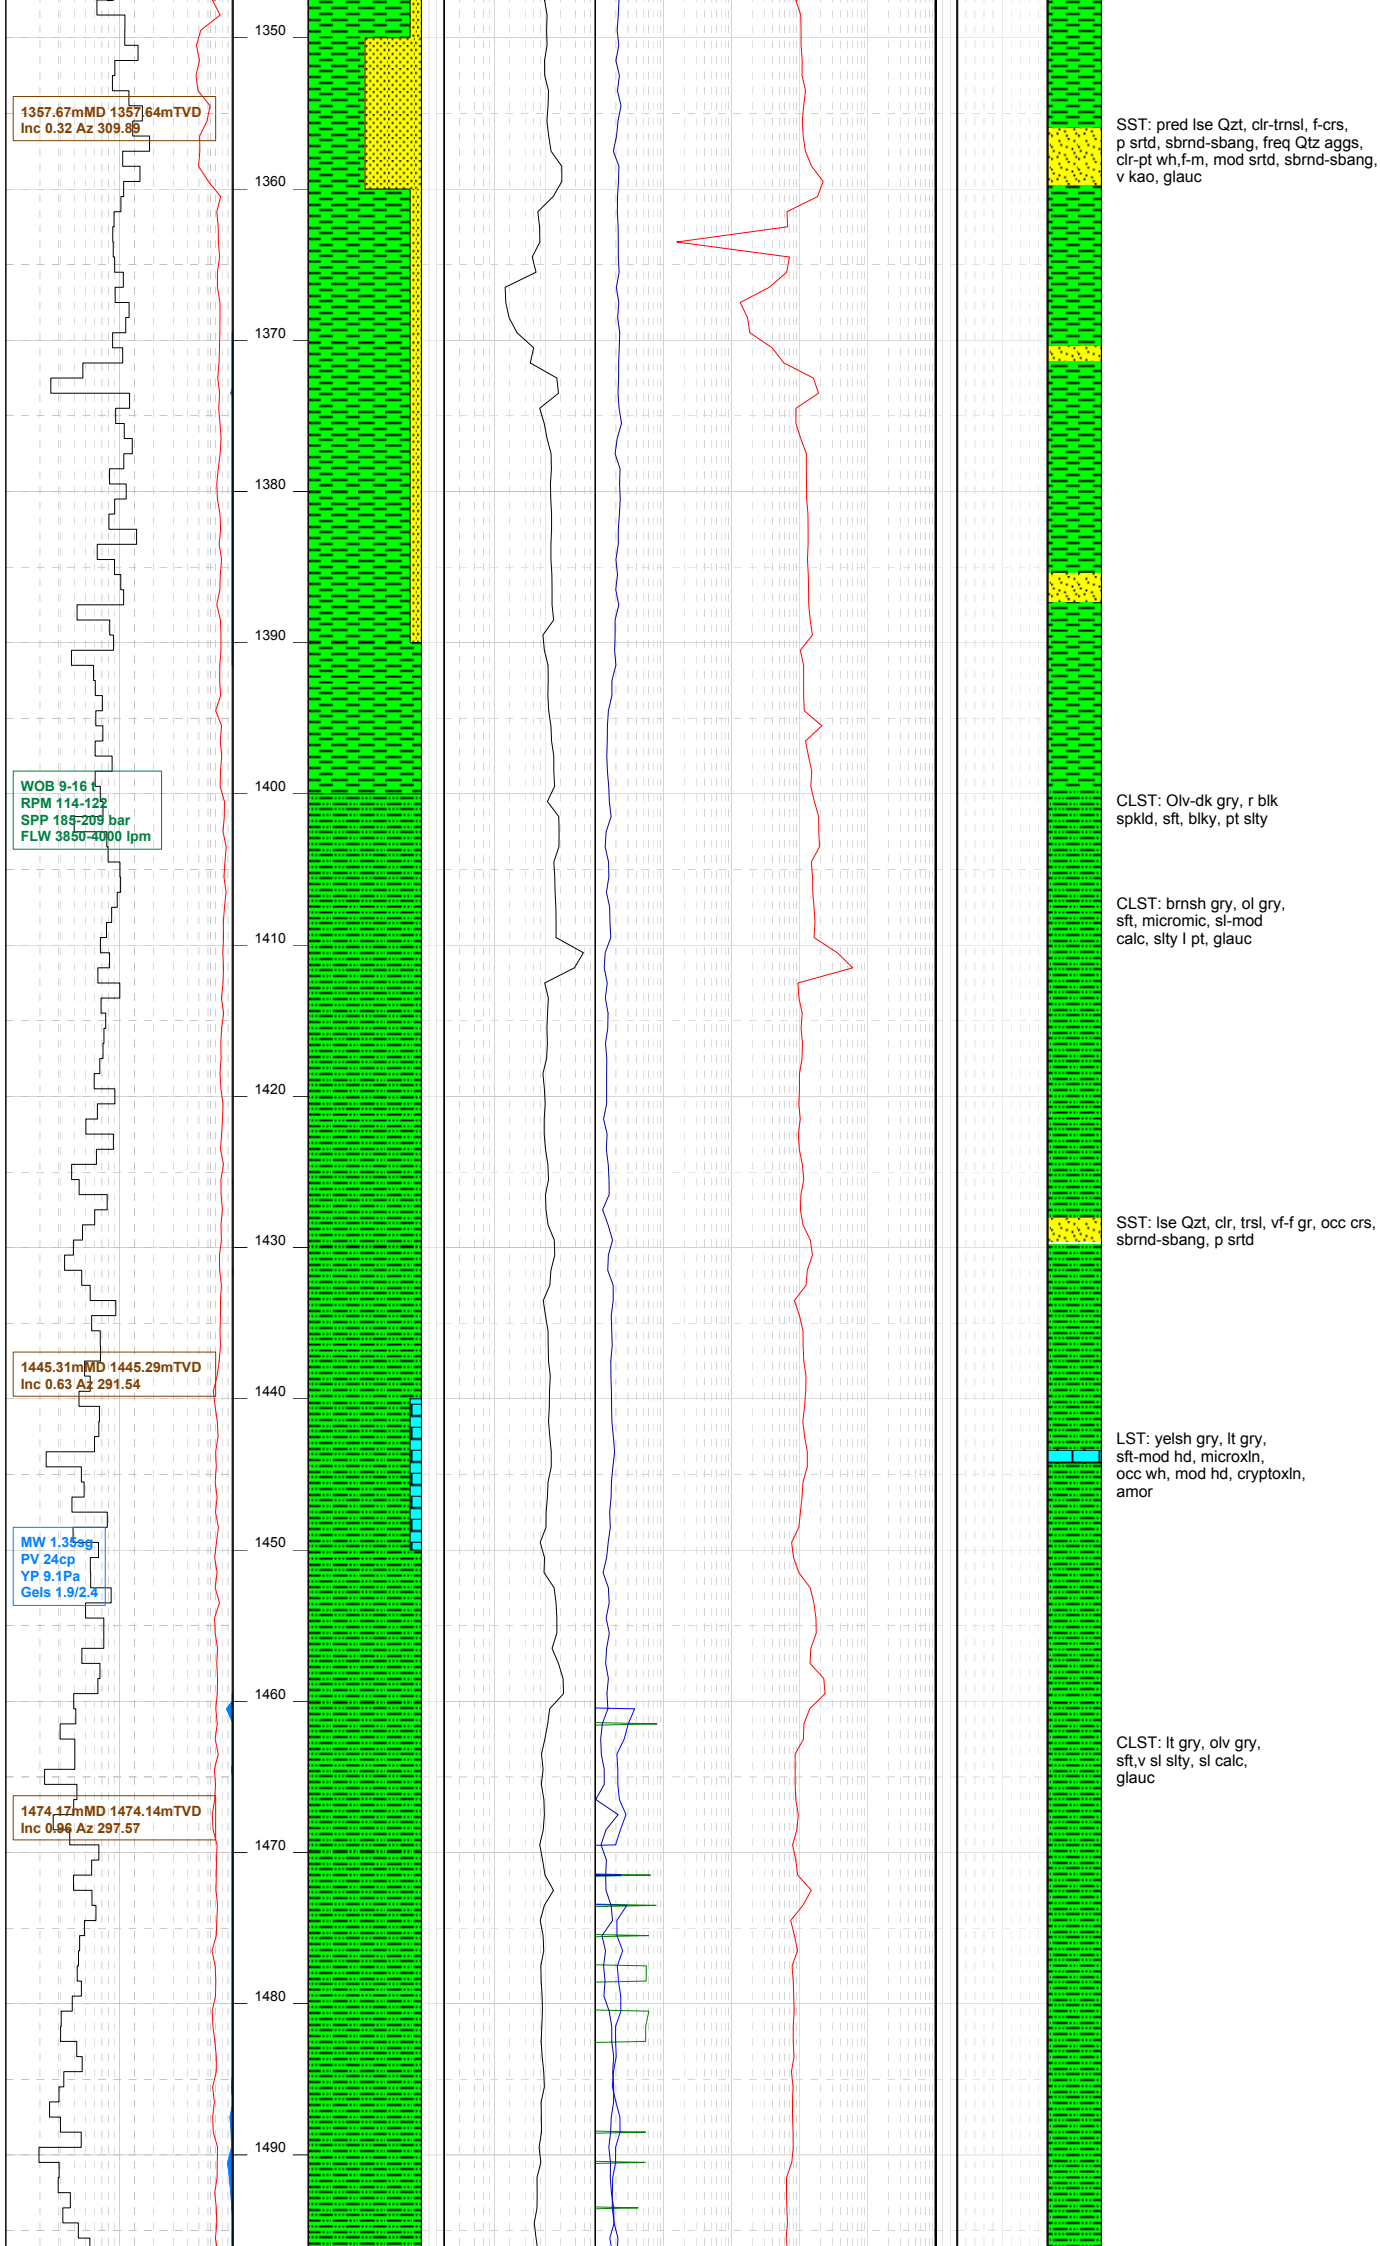 1350
1357.67mMD 1357.64mTVD
Inc 0.32 Az 309.89
SST: pred lse Qzt, clr-trnsl, f-crs,
p srtd, sbrnd-sbang, freq Qtz aggs,
clr-pt wh,f-m, mod srtd, sbrnd-sbang,
v kao, glauc
1360
1370
1380
1390
WOB 9-16 t
RPM 114-122
SPP 185-209 bar
FLW 3850-4000 lpm
1400
CLST: Olv-dk gry, r blk
spkld, sft, blky, pt slty
CLST: brnsh gry, ol gry,
sft, micromic, sl-mod
calc, slty I pt, glauc
1410
1420
SST: lse Qzt, clr, trsl, vf-f gr, occ crs,
sbrnd-sbang, p srtd
1430
1445.31mMD 1445.29mTVD
Inc 0.63 Az 291.54
1440
LST: yelsh gry, lt gry,
sft-mod hd, microxln,
occ wh, mod hd, cryptoxln,
amor
MW 1.35sg
PV 24cp
YP 9.1Pa
Gels 1.9/2.4
1450
1460
CLST: lt gry, olv gry,
sft,v sl slty, sl calc,
glauc
1474.17mMD 1474.14mTVD
Inc 0.96 Az 297.57
1470
1480
1490